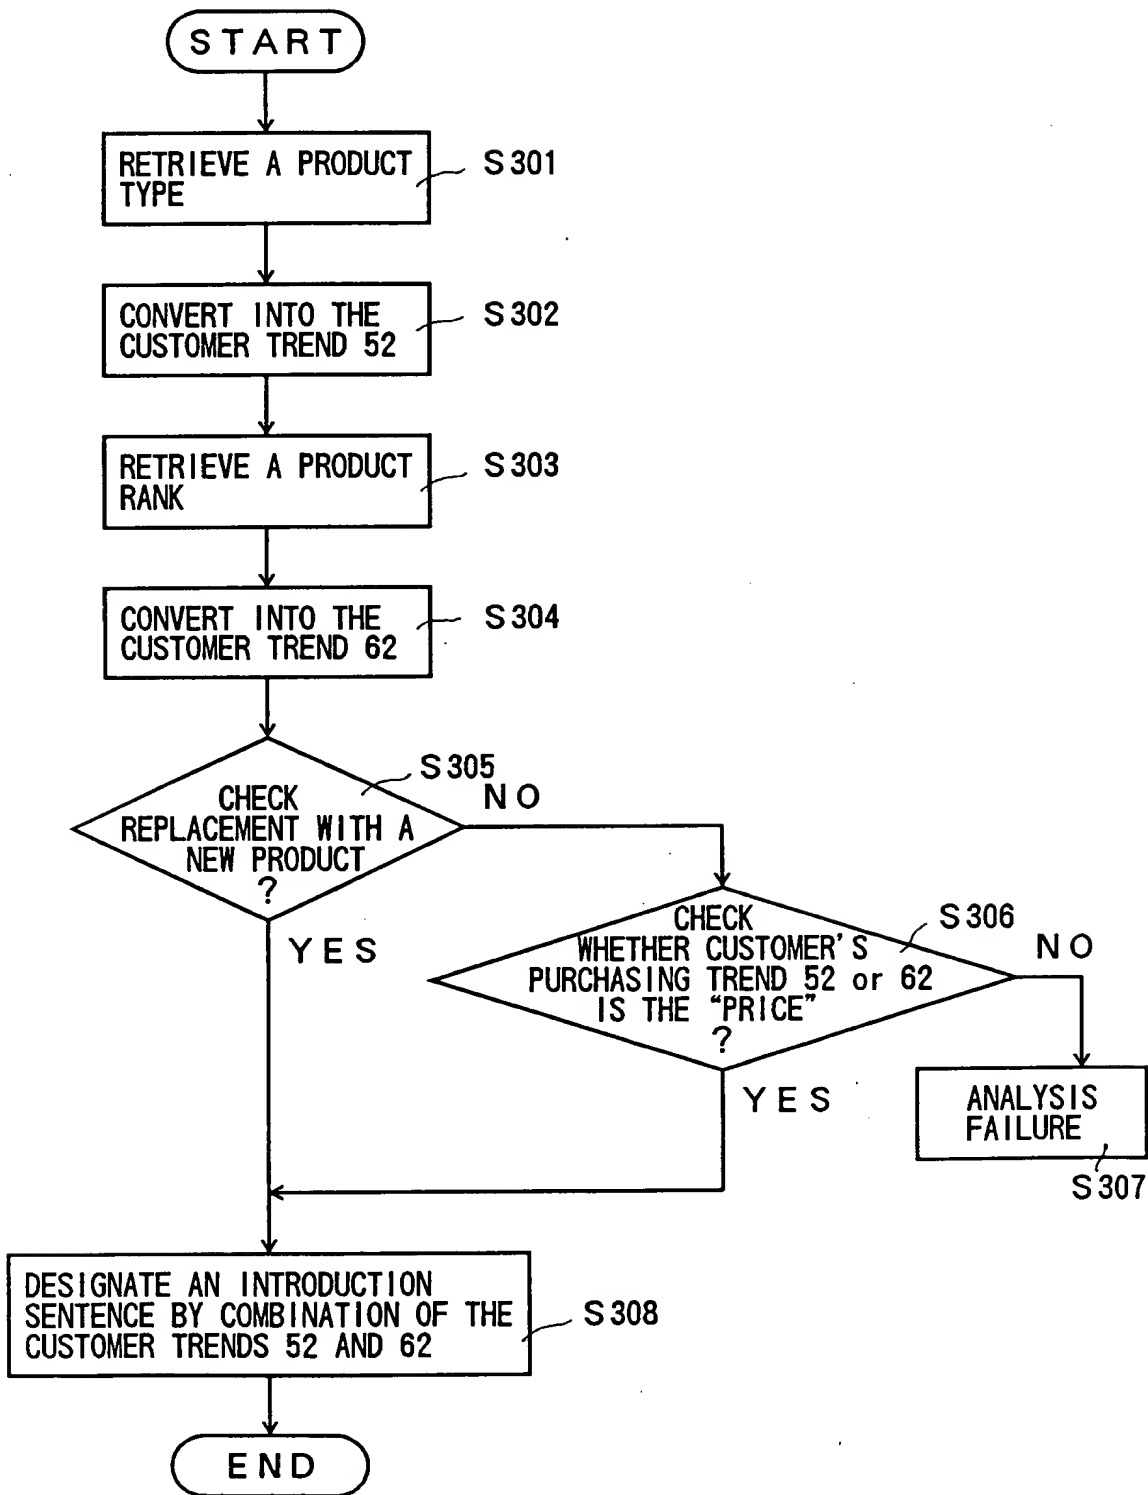 START
RETRIEVE A PRODUCT
TYPE
S301
CONVERT INTO THE
CUSTOMER TREND 52
S302
RETRIEVE A PRODUCT
RANK
S303
CONVERT INTO THE
CUSTOMER TREND 62
S304
S305
CHECK
REPLACEMENT WITH A
NEW PRODUCT
?
NO
YES
S306
CHECK
WHETHER CUSTOMER'S
PURCHASING TREND 52 or 62
IS THE "PRICE"
?
NO
YES
ANALYSIS
FAILURE
S307
DESIGNATE AN INTRODUCTION
SENTENCE BY COMBINATION OF THE
CUSTOMER TRENDS 52 AND 62
S308
END